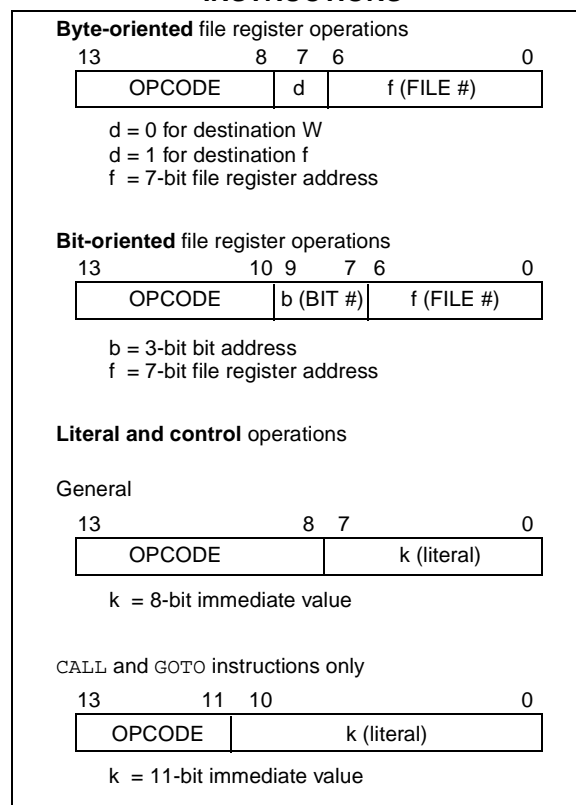 Byte-oriented file register operations
13 8 7 6 0
OPCODE d f (FILE #)
d = 0 for destination W
d = 1 for destination f
f = 7-bit file register address
Bit-oriented file register operations
13 10 9 7 6 0
OPCODE b (BIT #) f (FILE #)
b = 3-bit bit address
f = 7-bit file register address
Literal and control operations
General
13 8 7 0
OPCODE k (literal)
k = 8-bit immediate value
CALL and GOTO instructions only
13 11 10 0
OPCODE k (literal)
k = 11-bit immediate value